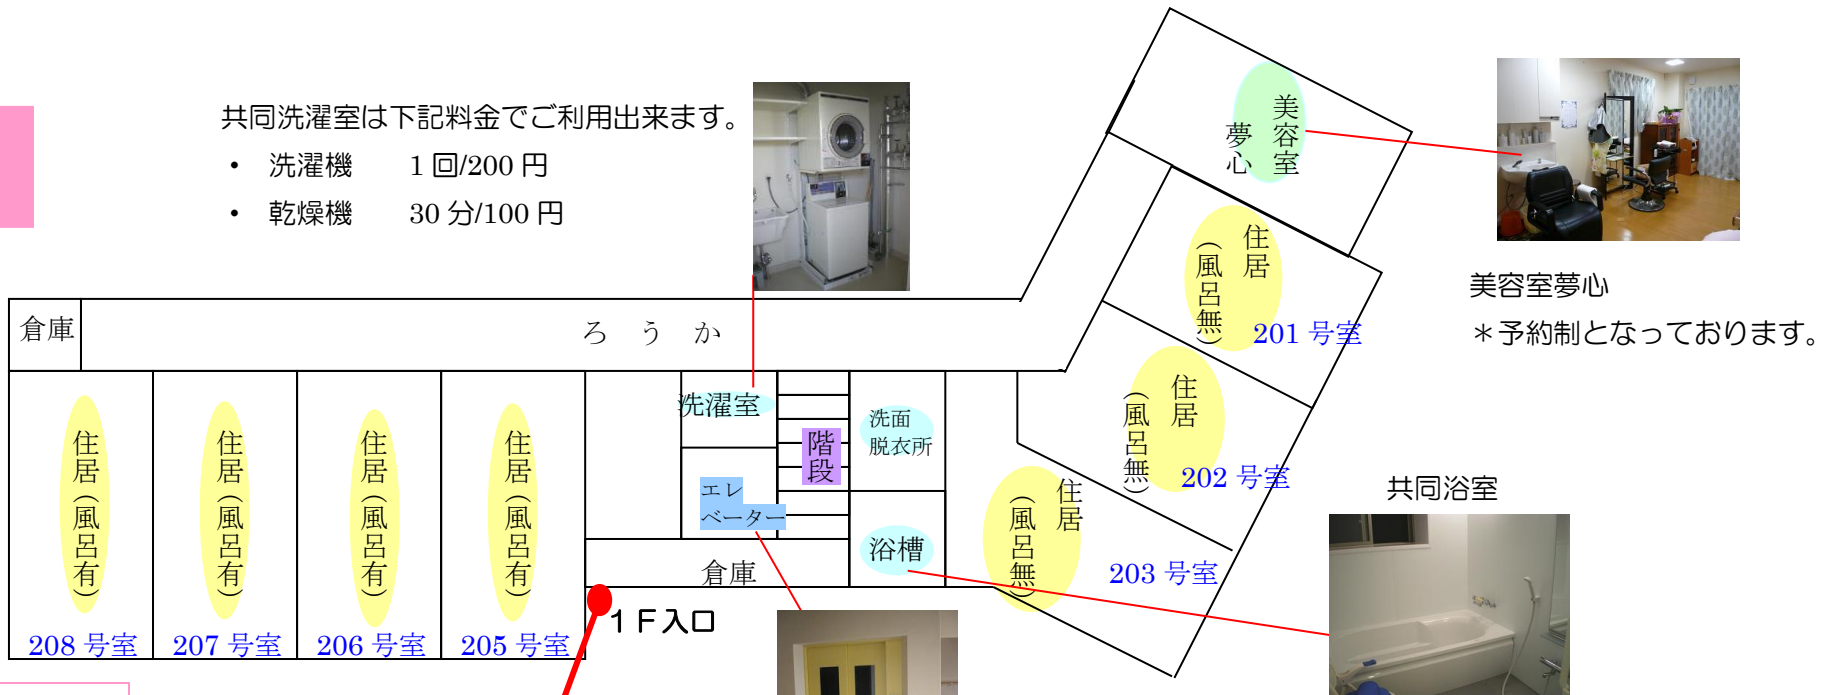 共同洗濯室は下記料金でご利用出来ます。
・ 洗濯機 1回/200円
・ 乾燥機 30分/100円
美容室
夢心
美容室夢心
＊予約制となっております。
倉庫
ろうか
住居
（風呂無）
201号室
住居
（風呂無）
202号室
住居
（風呂無）
203号室
洗濯室
階段
洗面
脱衣所
エレ
ベーター
浴槽
倉庫
共同浴室
住居（風呂有）
208号室
住居（風呂有）
207号室
住居（風呂有）
206号室
住居（風呂有）
205号室
１Ｆ入口